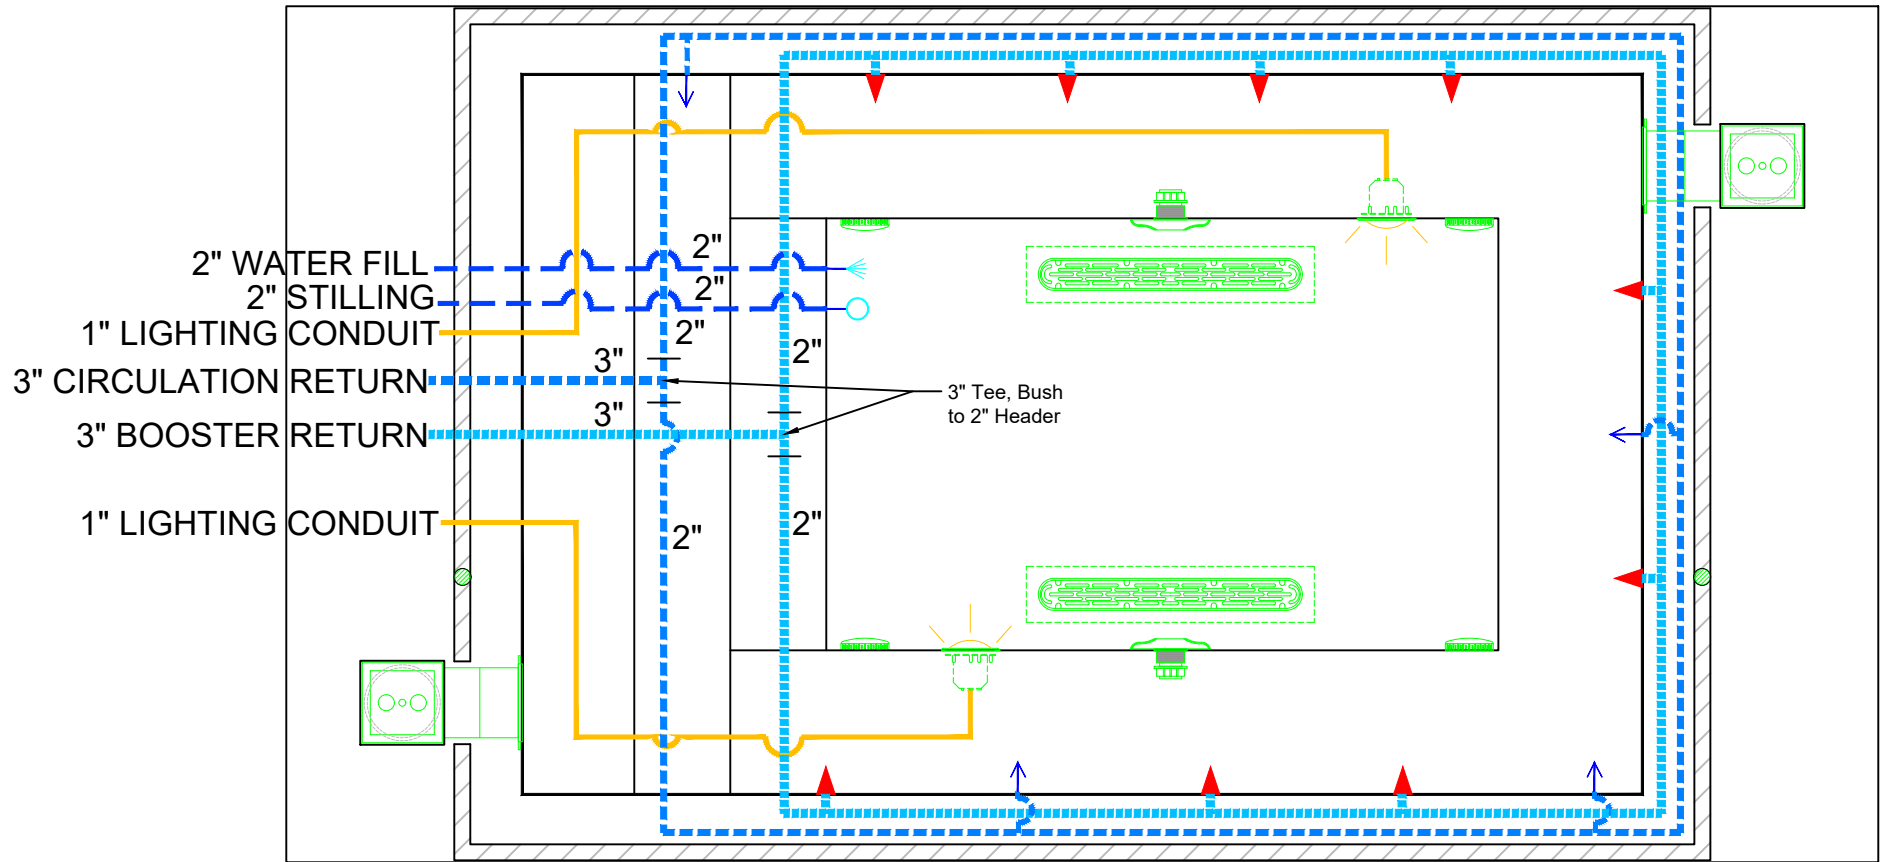 2" WATER FILL
2"
2" STILLING
2"
1" LIGHTING CONDUIT
2"
2"
3"
3" CIRCULATION RETURN
3" Tee, Bush
to 2" Header
3"
3" BOOSTER RETURN
1" LIGHTING CONDUIT
2"
2"